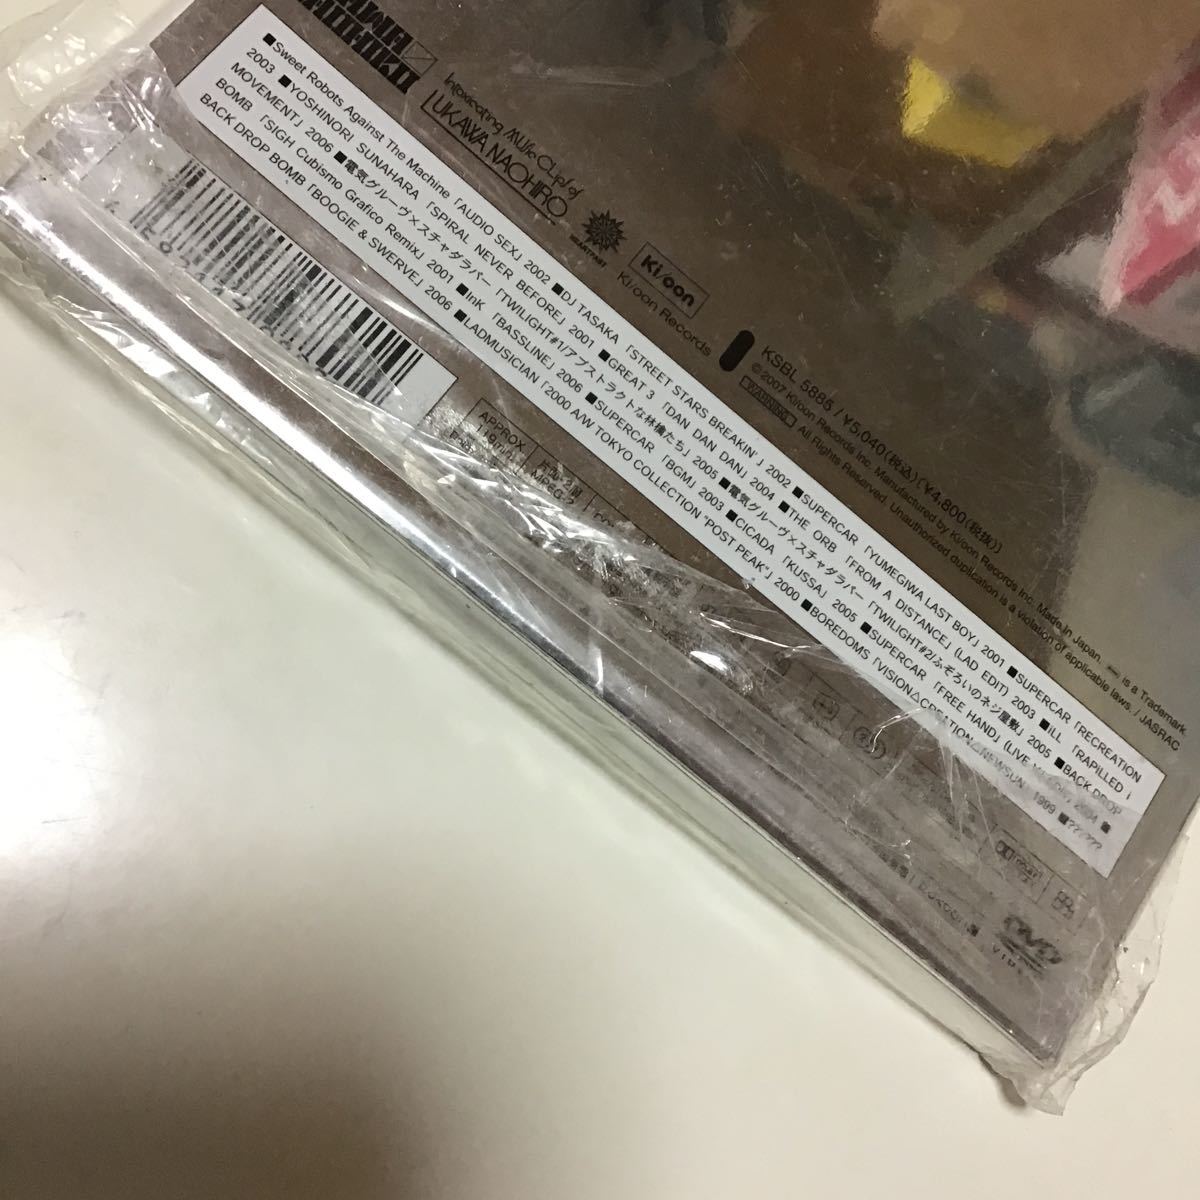 Intoxicating Music Clips of
UKAWA NAOHIRO
HEARTFAST
Ki/oon
Ki/oon Records
KSBL 5885 / ¥5,040(税込)〔¥4,800(税抜)〕
© 2007 Ki/oon Records Inc. Manufactured by Ki/oon Records Inc. Made in Japan. is a Trademark.
WARNING All Rights Reserved. Unauthorized duplication is a violation of applicable laws. / JASRAC
■Sweet Robots Against The Machine「AUDIO SEX」2002 ■DJ TASAKA「STREET STARS BREAKIN'」2002 ■SUPERCAR「YUMEGIWA LAST BOY」2001 ■SUPERCAR「RECREATION」
2003 ■YOSHINORI SUNAHARA「SPIRAL NEVER BEFORE」2001 ■GREAT 3「DAN DAN DAN」2004 ■THE ORB「FROM A DISTANCE」(LAD EDIT) 2003 ■iLL「RAPILLED i
MOVEMENT」2006 ■電気グルーヴ×スチャダラパー「TWILIGHT#1/アブストラクトな林檎たち」2005 ■電気グルーヴ×スチャダラパー「TWILIGHT#2/ふぞろいのネジ屋敷」2005 ■BACK DROP
BOMB「SIGH Cubismo Grafico Remix」2001 ■InK「BASSLINE」2006 ■SUPERCAR「BGM」2003 ■CICADA「KUSSA」2005 ■SUPERCAR「FREE HAND」(LIVE 2004 ■
BACK DROP BOMB「BOOGIE & SWERVE」2006 ■LADMUSICIAN「2000 A/W TOKYO COLLECTION "POST PEAK"」2000 ■BOREDOMS「VISION△CREATION△NEWSUN」1999 ■??????
APPROX
MPEG-2
DVD